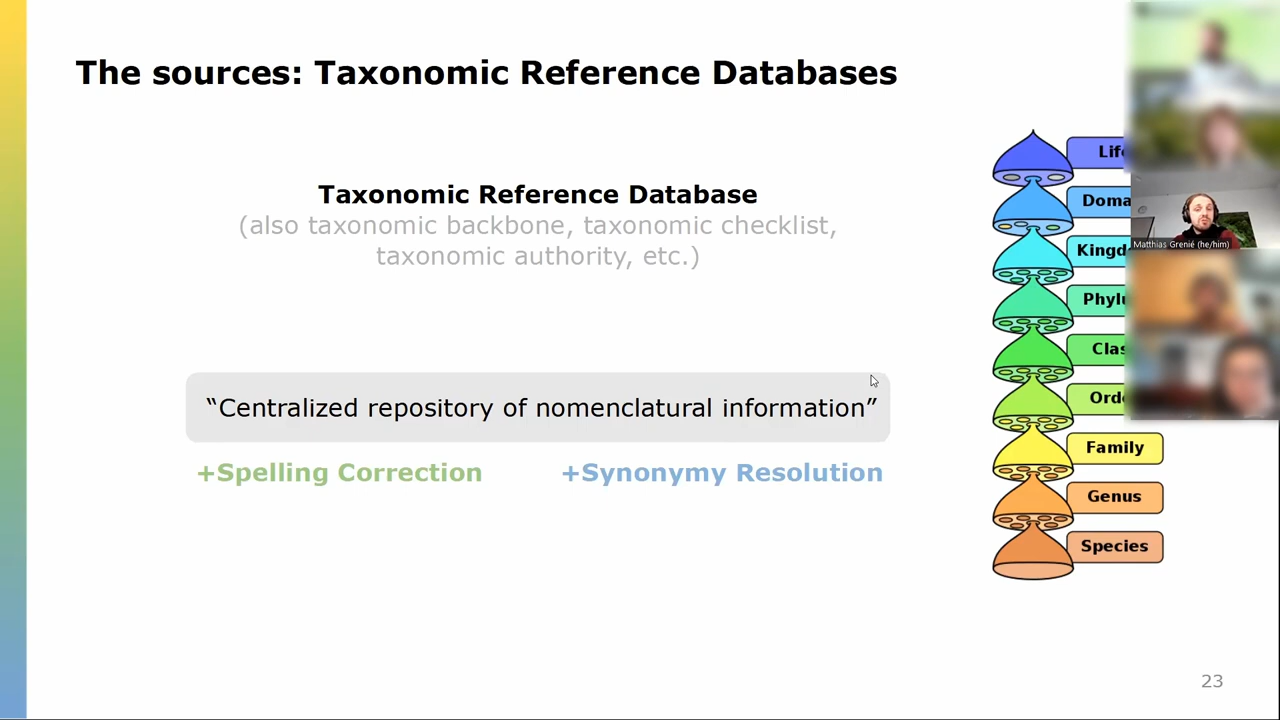 The sources: Taxonomic Reference Databases
Taxonomic Reference Database
(also taxonomic backbone, taxonomic checklist,
taxonomic authority, etc.)
“Centralized repository of nomenclatural information”
+Spelling Correction
+Synonymy Resolution
Life
Doma
Kingd
Phylu
Clas
Orde
Family
Genus
Species
Matthias Grenié (he/him)
23